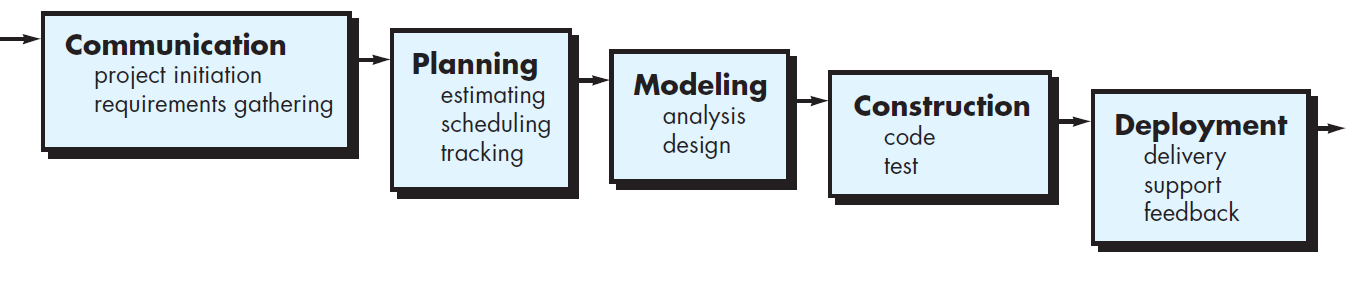 Communication
project initiation
requirements gathering
Planning
estimating
scheduling
tracking
Modeling
analysis
design
Construction
code
test
Deployment
delivery
support
feedback